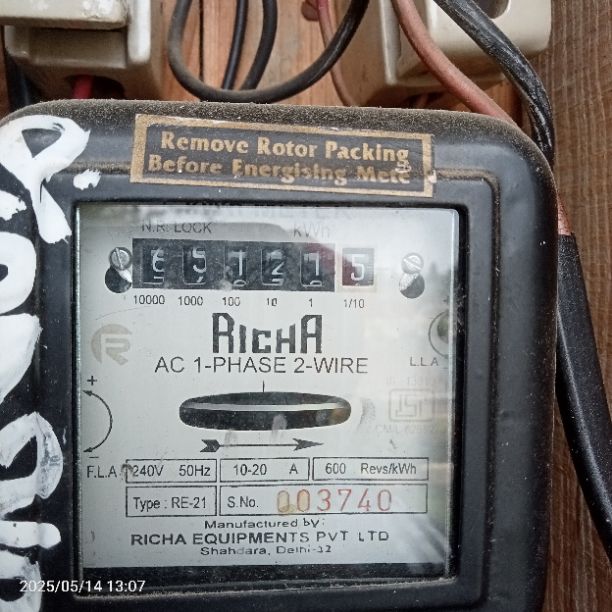 Remove Rotor Packing
Before Energising Mete
N.R. LOCK kWh
5 1 2 1 5
10000 1000 100 10 1 1/10
RICHA
AC 1-PHASE 2-WIRE
L.L.A
F.L.A
240V 50Hz 10-20 A 600 Revs/kWh
Type : RE-21 S.No. 003740
Manufactured by:
RICHA EQUIPMENTS PVT LTD
Shahdara, Delhi-32
2025/05/14 13:07